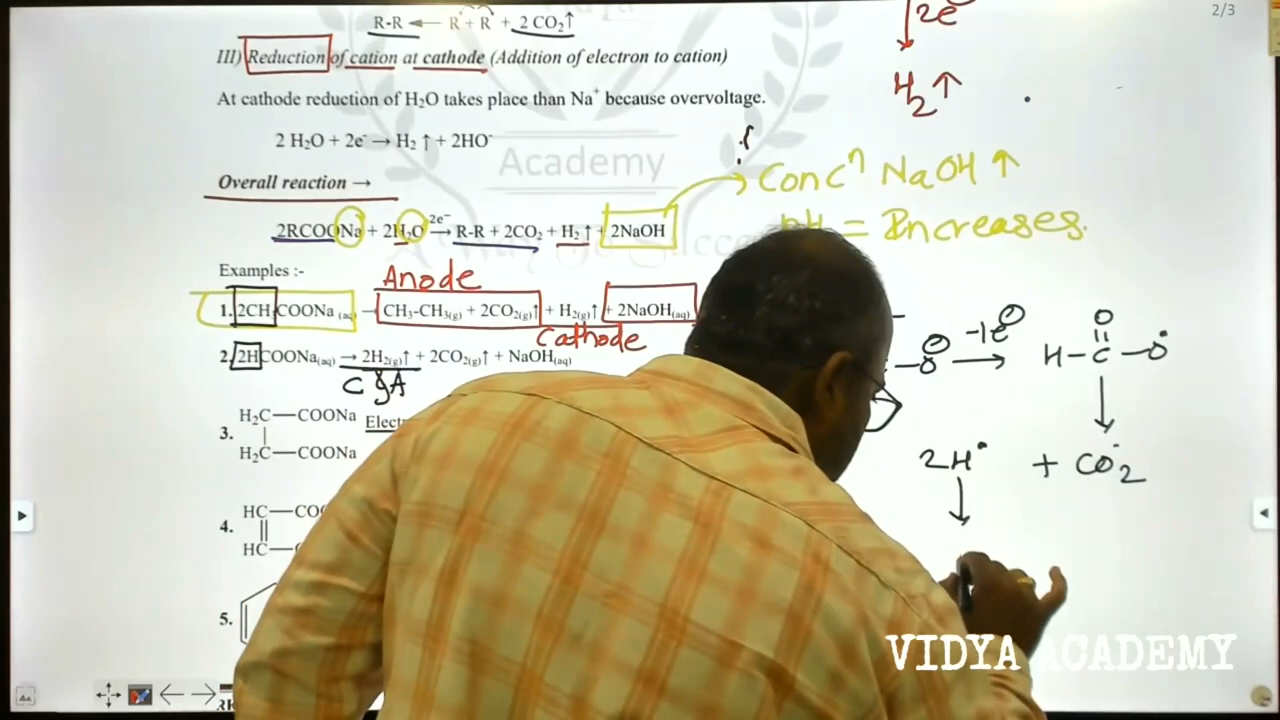 2/3
R-R ← R• + R• + 2 CO₂↑
2e⁻
III) Reduction of cation at cathode (Addition of electron to cation)
H₂↑
At cathode reduction of H₂O takes place than Na⁺ because overvoltage.
2 H₂O + 2e⁻ → H₂ ↑ + 2HO⁻
Academy
Concⁿ NaOH ↑
Overall reaction →
pH = Increases.
2RCOONa + 2H₂O 2e⁻→ R-R + 2CO₂ + H₂ ↑ + 2NaOH
Examples :-
Anode
1. 2CH₃COONa (aq) → CH₃-CH₃(g) + 2CO₂(g)↑ + H₂(g)↑ + 2NaOH(aq)
Cathode
2. 2HCOONa(aq) → 2H₂(g)↑ + 2CO₂(g)↑ + NaOH(aq)
C & A
O⊖ -1e⊖ → H-C-O•
O
H₂C—COONa
3.
H₂C—COONa
2H• + CO₂
HC—CO
4.
HC
5.
VIDYA ACADEMY